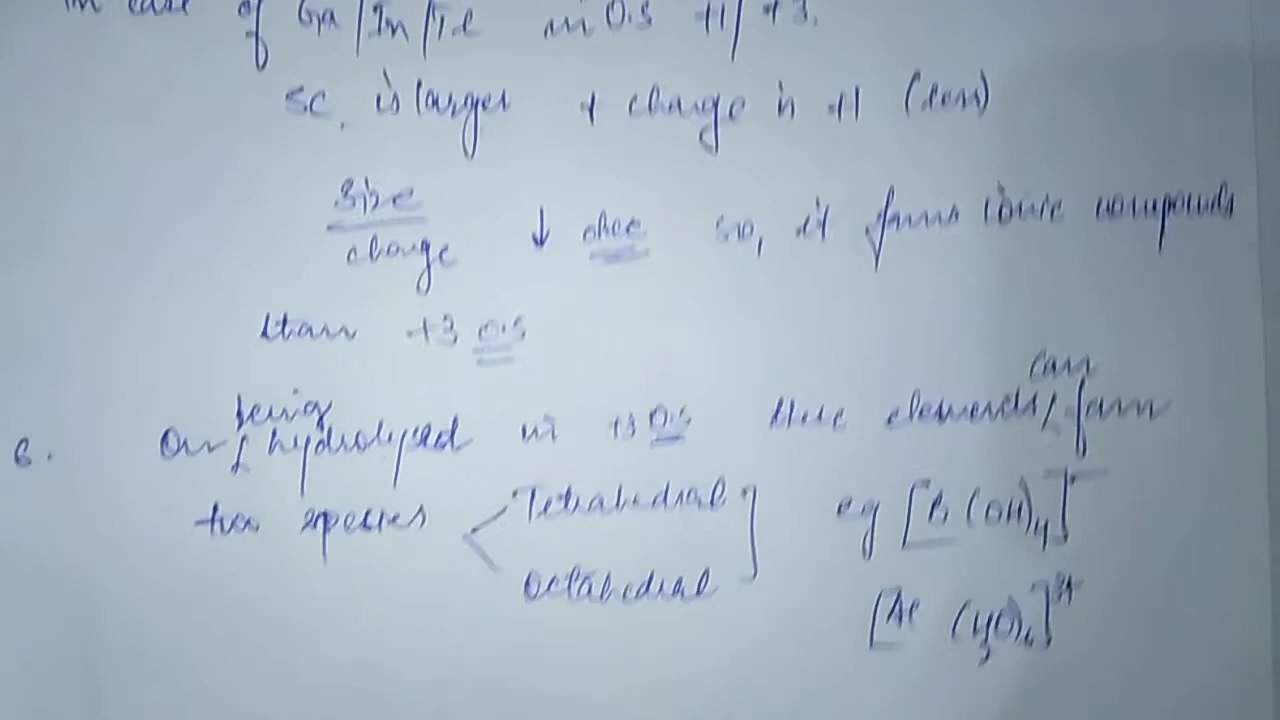 in case of Ga/In/Tl in O.S +1/+3.
is larger + charge is +1 (less)
Size
charge ↓ so, it forms ionic compounds
than +3 O.S
can
being
6. On hydrolysed in +3 O.S these elements form
two species Tetrahedral eg [B(OH)4]-
Octahedral
[Al (H2O)6]3+